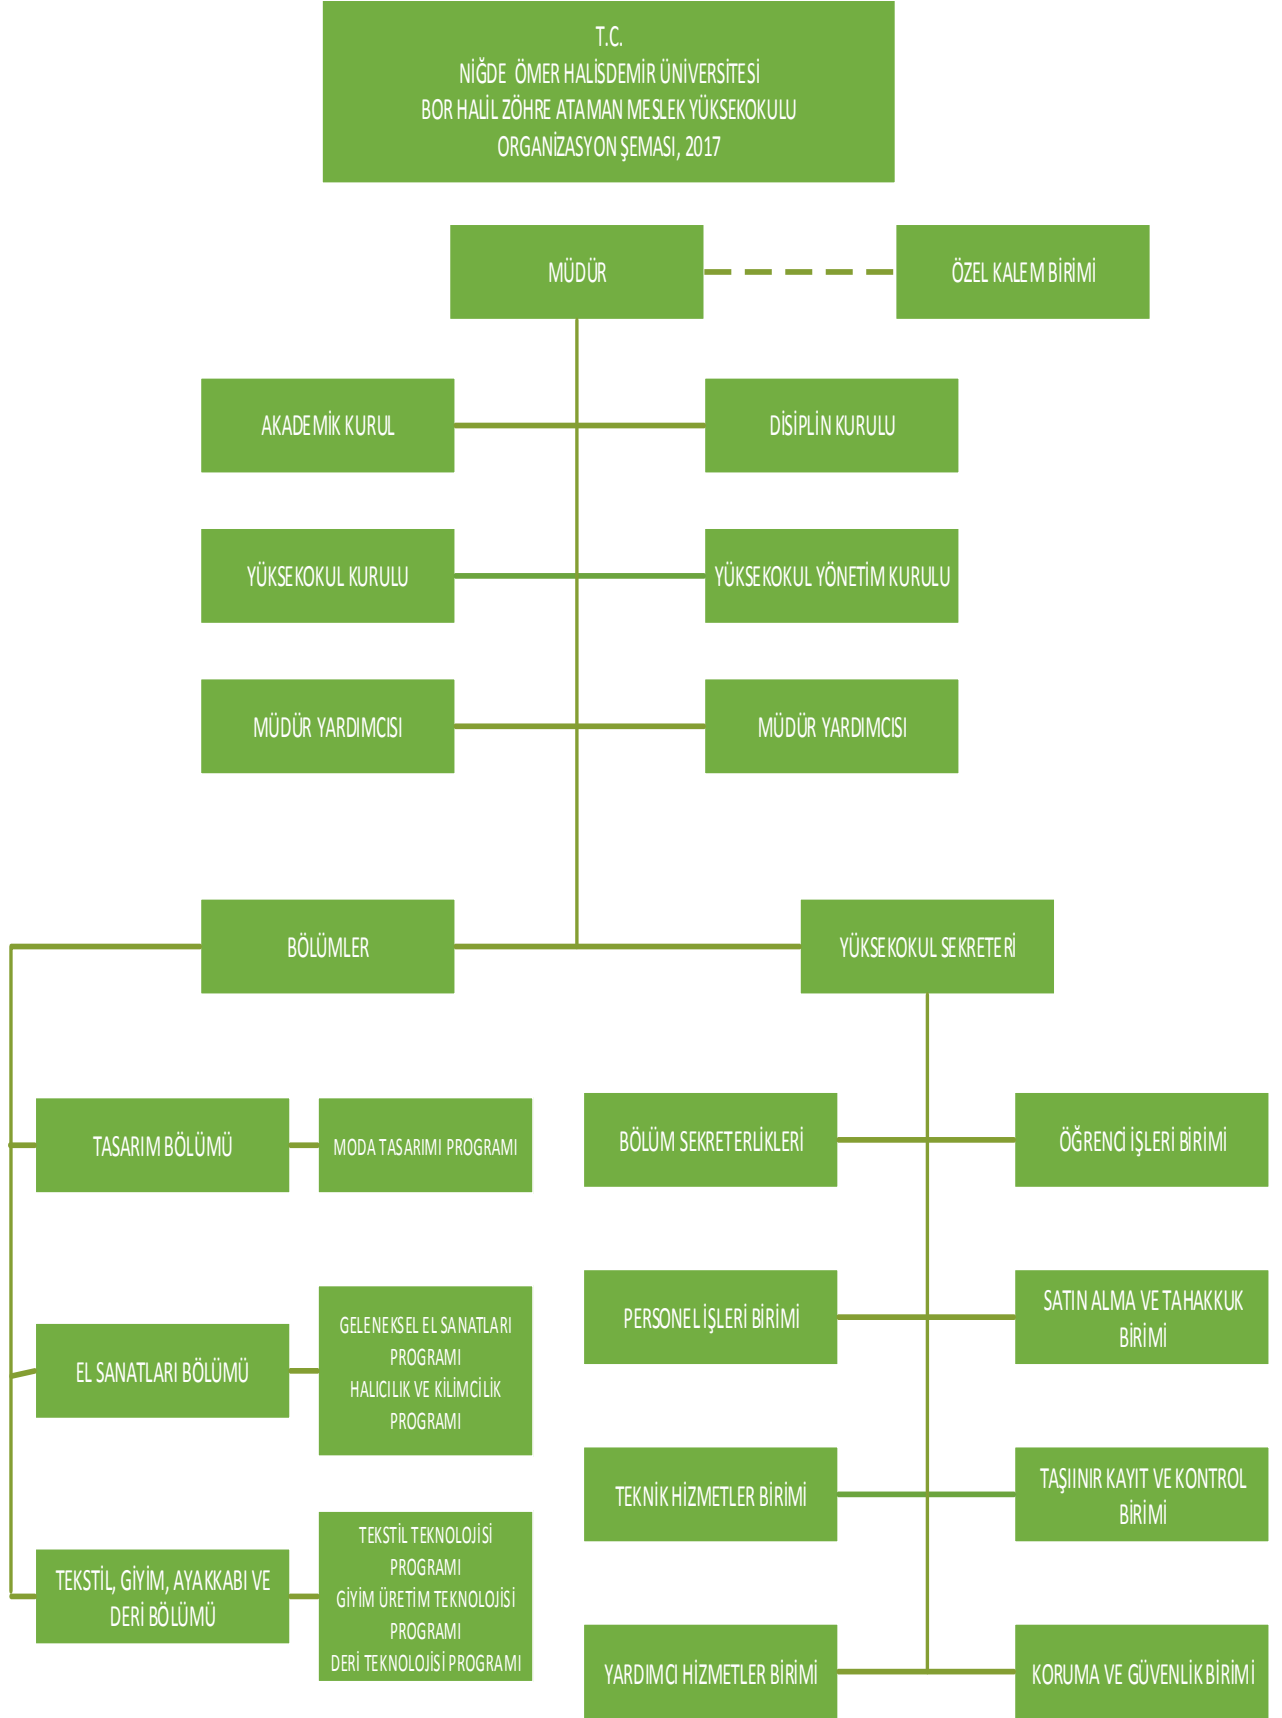 T.C.
NİĞDE ÖMER HALİSDEMİR ÜNİVERSİTESİ
BOR HALİL ZÖHRE ATAMAN MESLEK YÜKSEKOKULU
ORGANİZASYON ŞEMASI, 2017
MÜDÜR
ÖZEL KALEM BİRİMİ
AKADEMİK KURUL
DİSİPLİN KURULU
YÜKSEKOKUL KURULU
YÜKSEKOKUL YÖNETİM KURULU
MÜDÜR YARDIMCISI
MÜDÜR YARDIMCISI
BÖLÜMLER
YÜKSEKOKUL SEKRETERİ
TASARIM BÖLÜMÜ
MODA TASARIMI PROGRAMI
EL SANATLARI BÖLÜMÜ
GELENEKSEL EL SANATLARI
PROGRAMI
HALICILIK VE KİLİMCİLİK
PROGRAMI
TEKSTİL, GİYİM, AYAKKABI VE
DERİ BÖLÜMÜ
TEKSTİL TEKNOLOJİSİ
PROGRAMI
GİYİM ÜRETİM TEKNOLOJİSİ
PROGRAMI
DERİ TEKNOLOJİSİ PROGRAMI
BÖLÜM SEKRETERLİKLERİ
ÖĞRENCİ İŞLERİ BİRİMİ
PERSONEL İŞLERİ BİRİMİ
SATIN ALMA VE TAHAKKUK
BİRİMİ
TEKNİK HİZMETLER BİRİMİ
TAŞIINIR KAYIT VE KONTROL
BİRİMİ
YARDIMCI HİZMETLER BİRİMİ
KORUMA VE GÜVENLİK BİRİMİ